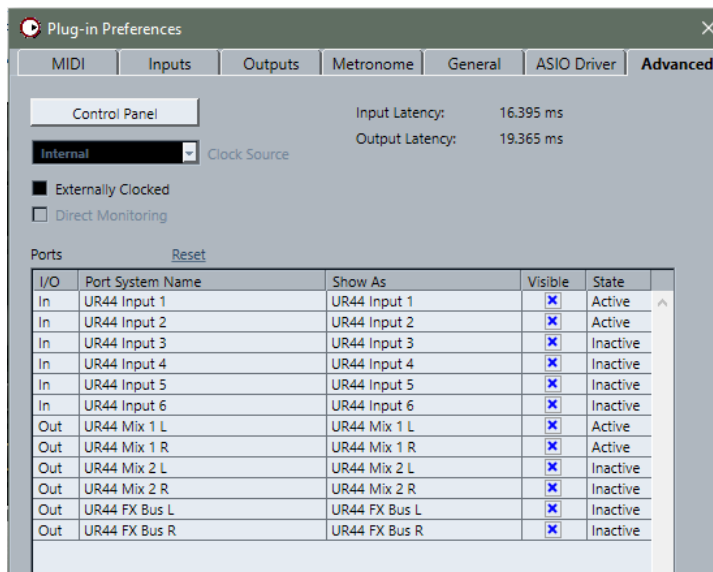 Plug-in Preferences
MIDI Inputs Outputs Metronome General ASIO Driver Advanced
Control Panel Input Latency: 16.395 ms
Output Latency: 19.365 ms
Internal Clock Source
Externally Clocked
Direct Monitoring
Ports Reset
I/O Port System Name Show As Visible State
In UR44 Input 1 UR44 Input 1 Active
In UR44 Input 2 UR44 Input 2 Active
In UR44 Input 3 UR44 Input 3 Inactive
In UR44 Input 4 UR44 Input 4 Inactive
In UR44 Input 5 UR44 Input 5 Inactive
In UR44 Input 6 UR44 Input 6 Inactive
Out UR44 Mix 1 L UR44 Mix 1 L Active
Out UR44 Mix 1 R UR44 Mix 1 R Active
Out UR44 Mix 2 L UR44 Mix 2 L Inactive
Out UR44 Mix 2 R UR44 Mix 2 R Inactive
Out UR44 FX Bus L UR44 FX Bus L Inactive
Out UR44 FX Bus R UR44 FX Bus R Inactive